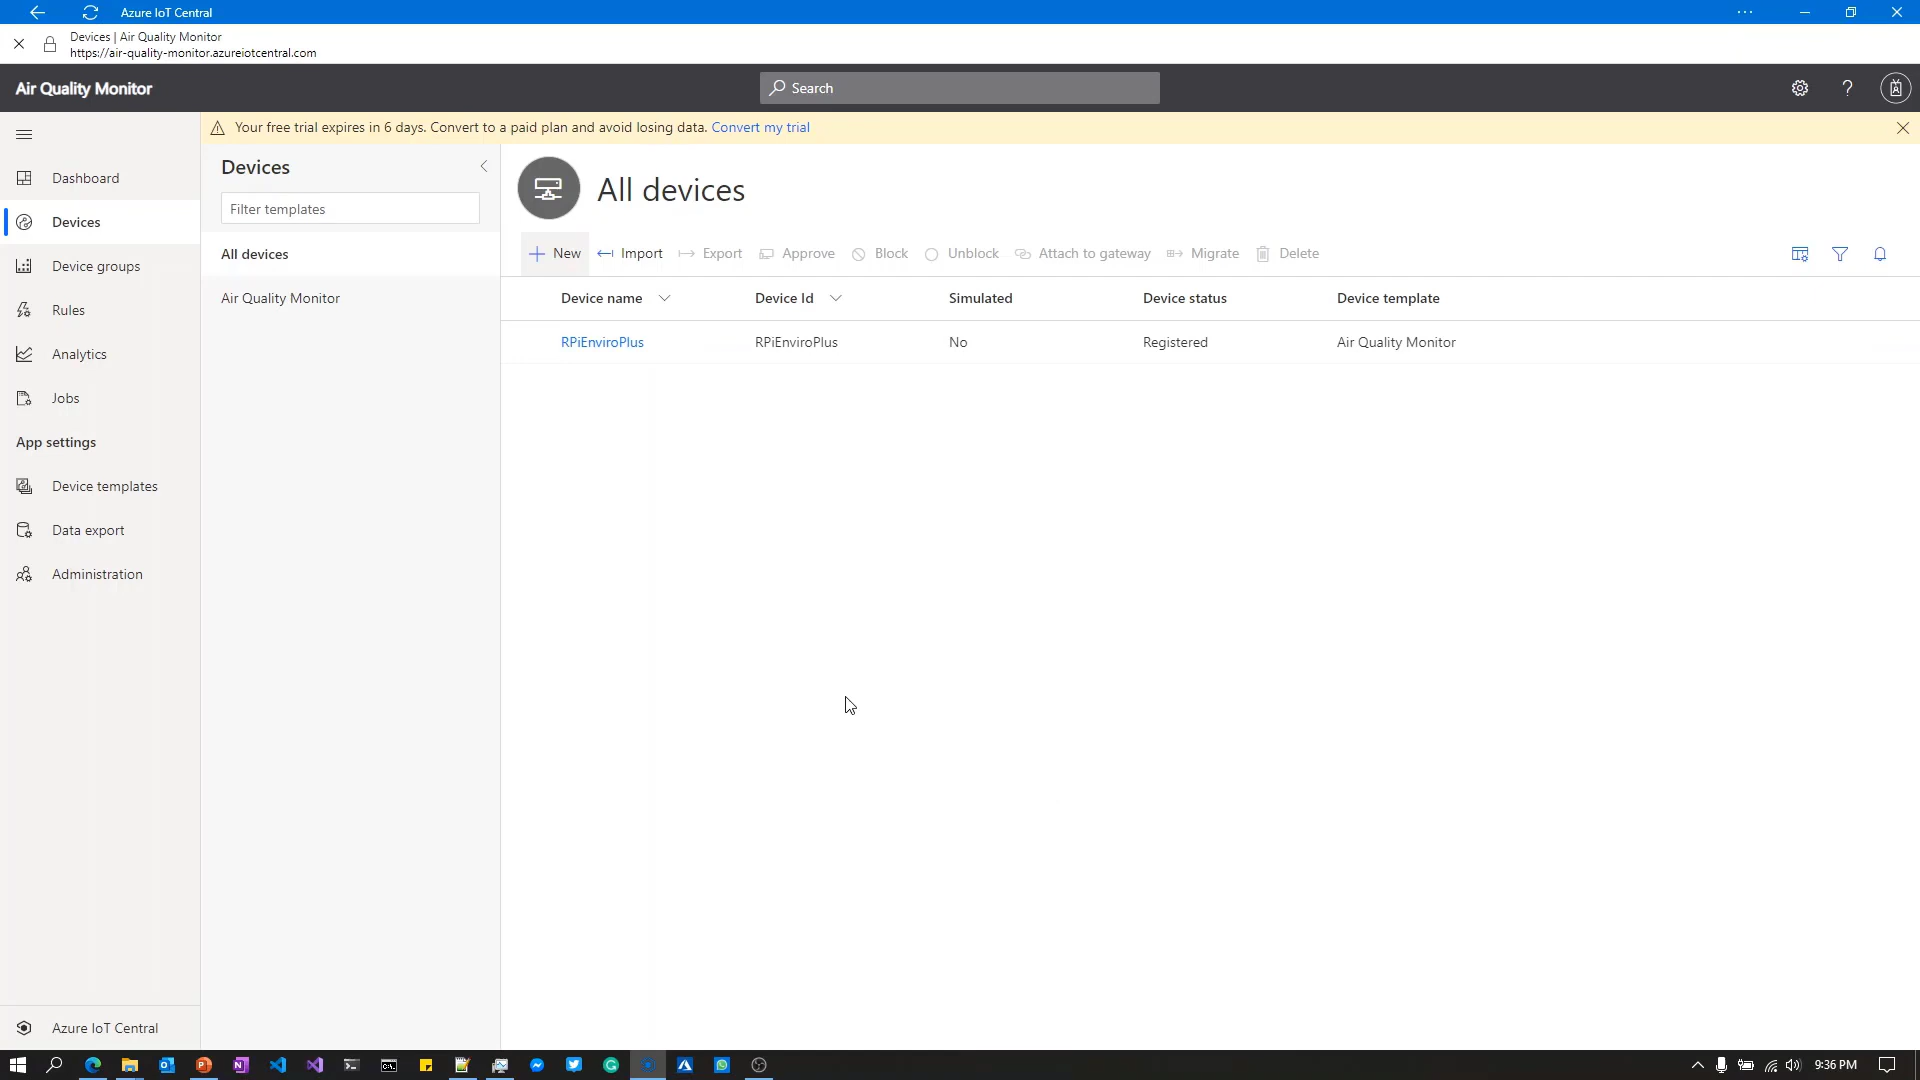 Azure IoT Central
Devices | Air Quality Monitor
https://air-quality-monitor.azureiotcentral.com
Air Quality Monitor
Search
Your free trial expires in 6 days. Convert to a paid plan and avoid losing data. Convert my trial
Dashboard
Devices
Device groups
Rules
Analytics
Jobs
App settings
Device templates
Data export
Administration
Azure IoT Central
Devices
Filter templates
All devices
Air Quality Monitor
All devices
New Import Export Approve Block Unblock Attach to gateway Migrate Delete
Device name Device Id Simulated Device status Device template
RPiEnviroPlus RPiEnviroPlus No Registered Air Quality Monitor
9:36 PM